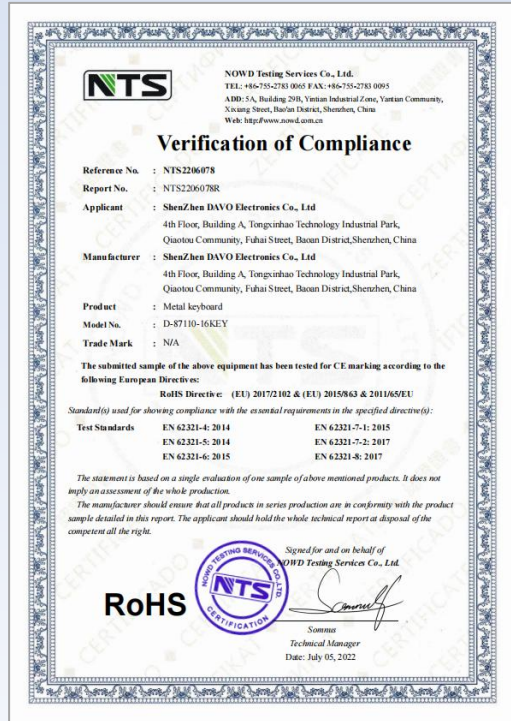 NTS
NOWD Testing Services Co., Ltd.
TEL: +86-755-2783 0065 FAX: +86-755-2783 0095
ADD: 5A, Building 29B, Yintian Industrial Zone, Yantian Community,
Xixiang Street, Bao'an District, Shenzhen, China
Web: http://www.nowd.com.cn
Verification of Compliance
Reference No. : NTS2206078
Report No. : NTS2206078R
Applicant : ShenZhen DAVO Electronics Co., Ltd
4th Floor, Building A, Tongxinhao Technology Industrial Park,
Qiaotou Community, Fuhai Street, Baoan District,Shenzhen, China
Manufacturer : ShenZhen DAVO Electronics Co., Ltd
4th Floor, Building A, Tongxinhao Technology Industrial Park,
Qiaotou Community, Fuhai Street, Baoan District,Shenzhen, China
Product : Metal keyboard
Model No. : D-87110-16KEY
Trade Mark : N/A
The submitted sample of the above equipment has been tested for CE marking according to the
following European Directives:
RoHS Directive: (EU) 2017/2102 & (EU) 2015/863 & 2011/65/EU
Standard(s) used for showing compliance with the essential requirements in the specified directive(s):
Test Standards EN 62321-4: 2014 EN 62321-7-1: 2015
EN 62321-5: 2014 EN 62321-7-2: 2017
EN 62321-6: 2015 EN 62321-8: 2017
The statement is based on a single evaluation of one sample of above mentioned products. It does not
imply an assessment of the whole production.
The manufacturer should ensure that all products in series production are in conformity with the product
sample detailed in this report. The applicant should hold the whole technical report at disposal of the
competent all the right.
Signed for and on behalf of
NOWD Testing Services Co., Ltd.
NOWD TESTING SERVICES CO.,LTD.
NTS
CERTIFICATION
RoHS
Somnus
Technical Manager
Date: July 05, 2022